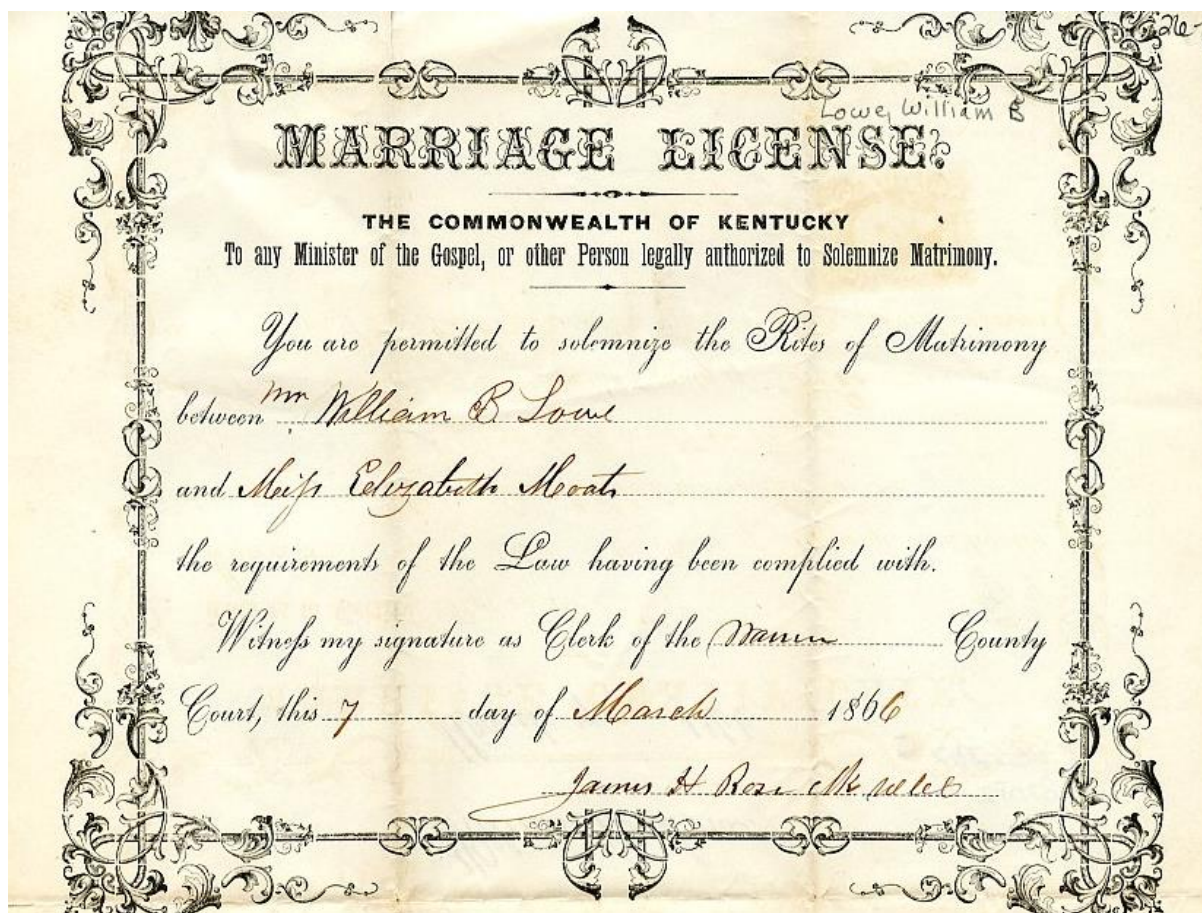 26
Lowe, William B
MARRIAGE LICENSE.
THE COMMONWEALTH OF KENTUCKY
To any Minister of the Gospel, or other Person legally authorized to Solemnize Matrimony.
You are permitted to solemnize the Rites of Matrimony
between Mr William B Lowe
and Miss Elizabeth Moats
the requirements of the Law having been complied with.
Witness my signature as Clerk of the Warren County
Court, this 7 day of March 1866
James H Rose Clk